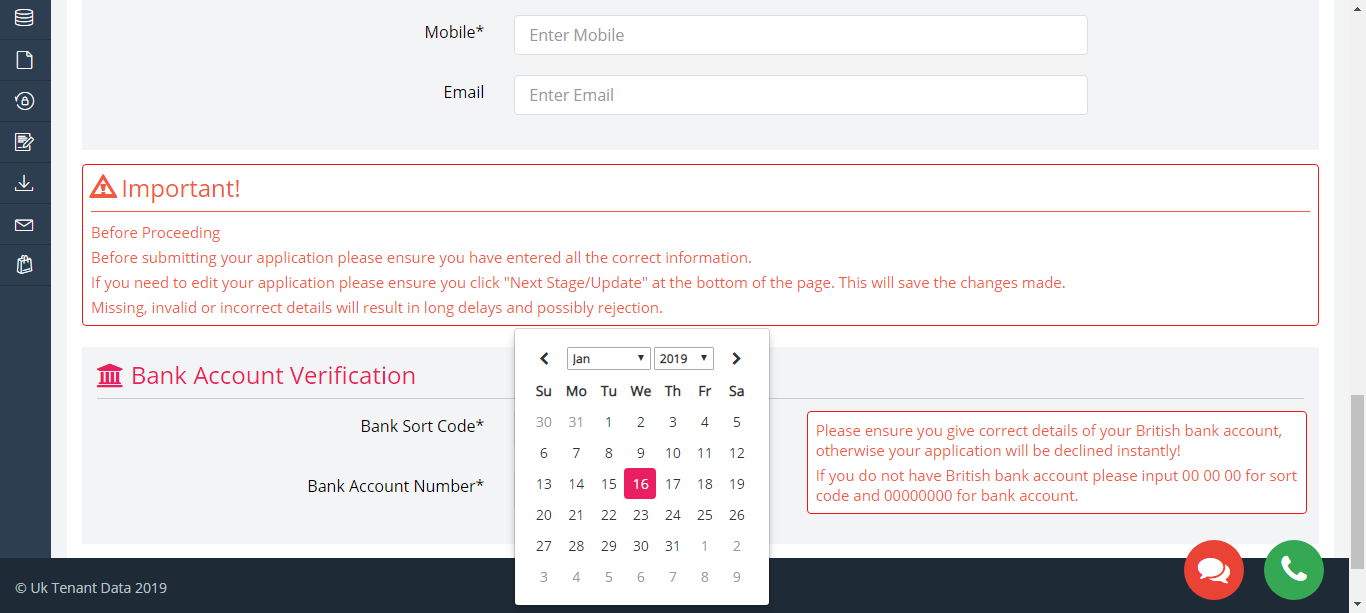 Mobile*
Enter Mobile
Email
Enter Email
Important!
Before Proceeding
Before submitting your application please ensure you have entered all the correct information.
If you need to edit your application please ensure you click "Next Stage/Update" at the bottom of the page. This will save the changes made.
Missing, invalid or incorrect details will result in long delays and possibly rejection.
Bank Account Verification
Bank Sort Code*
Bank Account Number*
Jan 2019
Su Mo Tu We Th Fr Sa
30 31 1 2 3 4 5
6 7 8 9 10 11 12
13 14 15 16 17 18 19
20 21 22 23 24 25 26
27 28 29 30 31 1 2
3 4 5 6 7 8 9
Please ensure you give correct details of your British bank account,
otherwise your application will be declined instantly!
If you do not have British bank account please input 00 00 00 for sort
code and 00000000 for bank account.
© Uk Tenant Data 2019